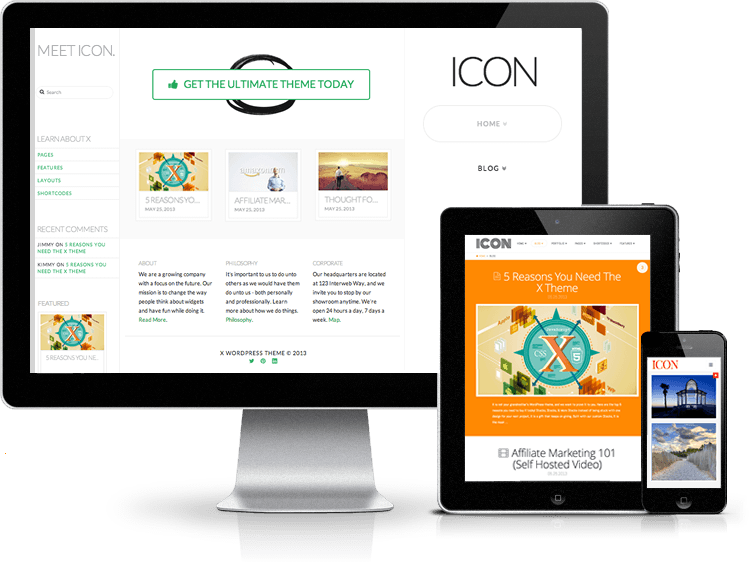 MEET ICON.
Search
LEARN ABOUT X
PAGES
FEATURES
LAYOUTS
SHORTCODES
RECENT COMMENTS
JIMMY ON 5 REASONS YOU
NEED THE X THEME
KIMMY ON 5 REASONS YOU
NEED THE X THEME
FEATURED
5 REASONS YOU NE...
GET THE ULTIMATE THEME TODAY
5 REASONS YO...
MAY 25, 2013
AFFILIATE MAR...
MAY 25, 2013
THOUGHT FO...
MAY 25, 2013
ABOUT
We are a growing company
with a focus on the future. Our
mission is to change the way
people think about widgets
and have fun while doing it.
Read More.
PHILOSOPHY
It's important to us to do unto
others as we would have them
do unto us - both personally
and professionally. Learn
more about how we do things.
Philosophy.
CORPORATE
Our headquarters are located
at 123 Interweb Way, and we
invite you to stop by our
showroom anytime. We're
open 24 hours a day, 7 days a
week. Map.
X WORDPRESS THEME © 2013
ICON
HOME
BLOG
ICON
5 Reasons You Need The
X Theme
CSS
X
5
Affiliate Marketing 101
(Self Hosted Video)
ICON